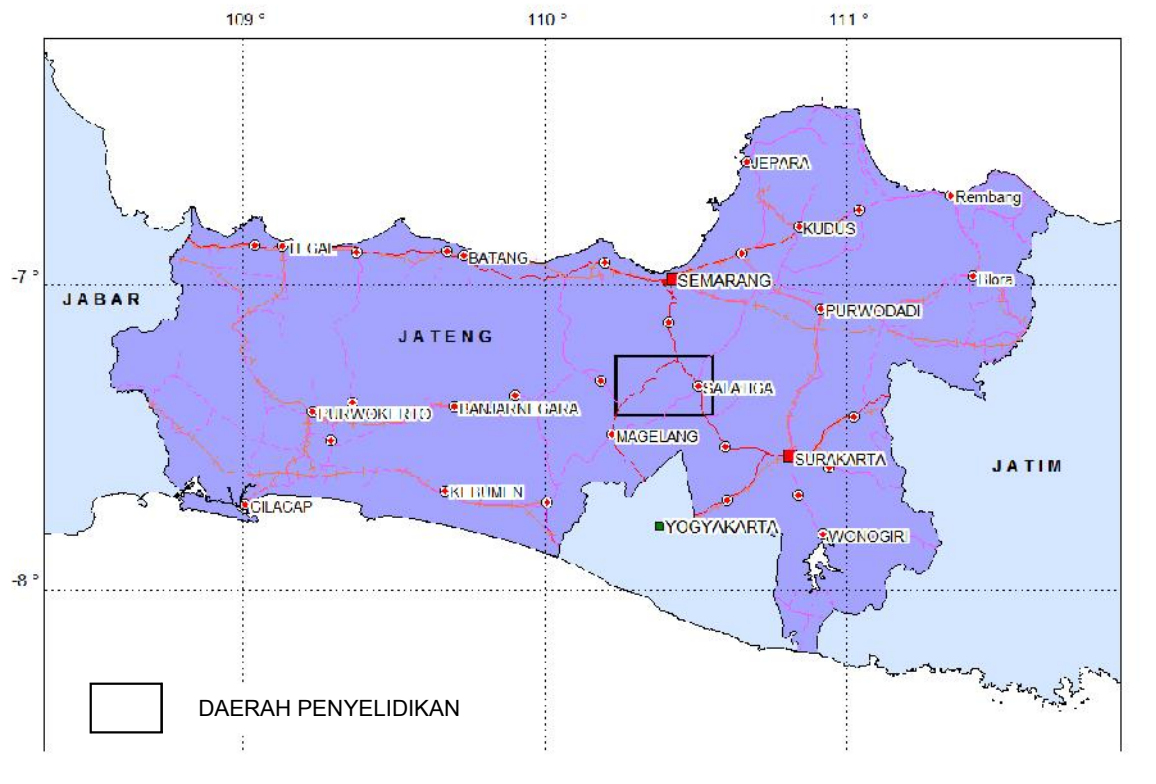 109 °
110 °
111 °
JEPARA
Rembang
KUDUS
TEGAL
BATANG
-7 °
SEMARANG
Blora
JABAR
PURWODADI
JATENG
SALATIGA
PURWOKERTO
BANJARNEGARA
MAGELANG
SURAKARTA
JATIM
KEBUMEN
CILACAP
YOGYAKARTA
WONOGIRI
-8 °
DAERAH PENYELIDIKAN